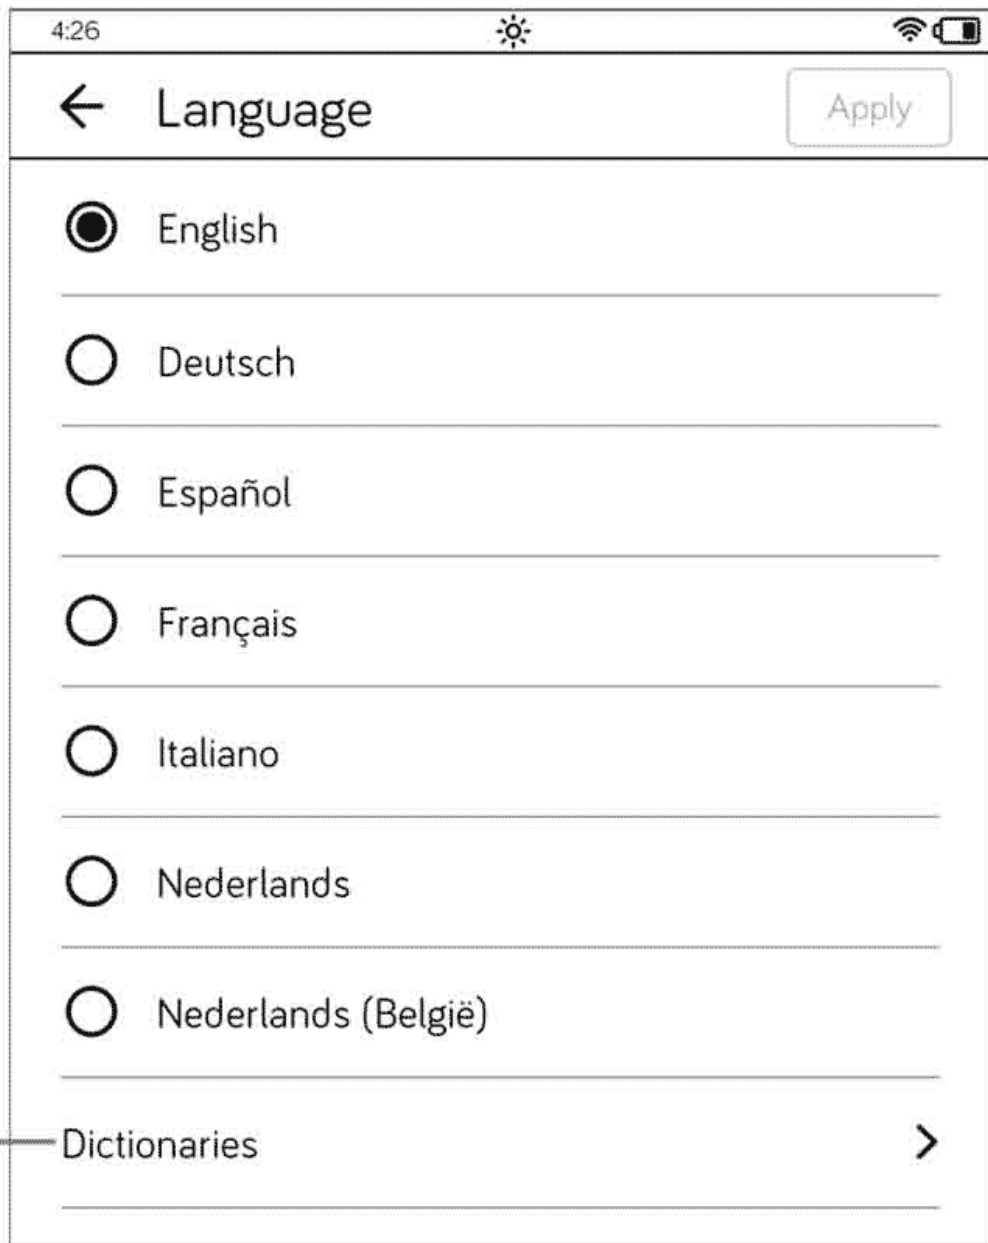 4:26
Language
Apply
English
Deutsch
Español
Français
Italiano
Nederlands
Nederlands (België)
Dictionaries